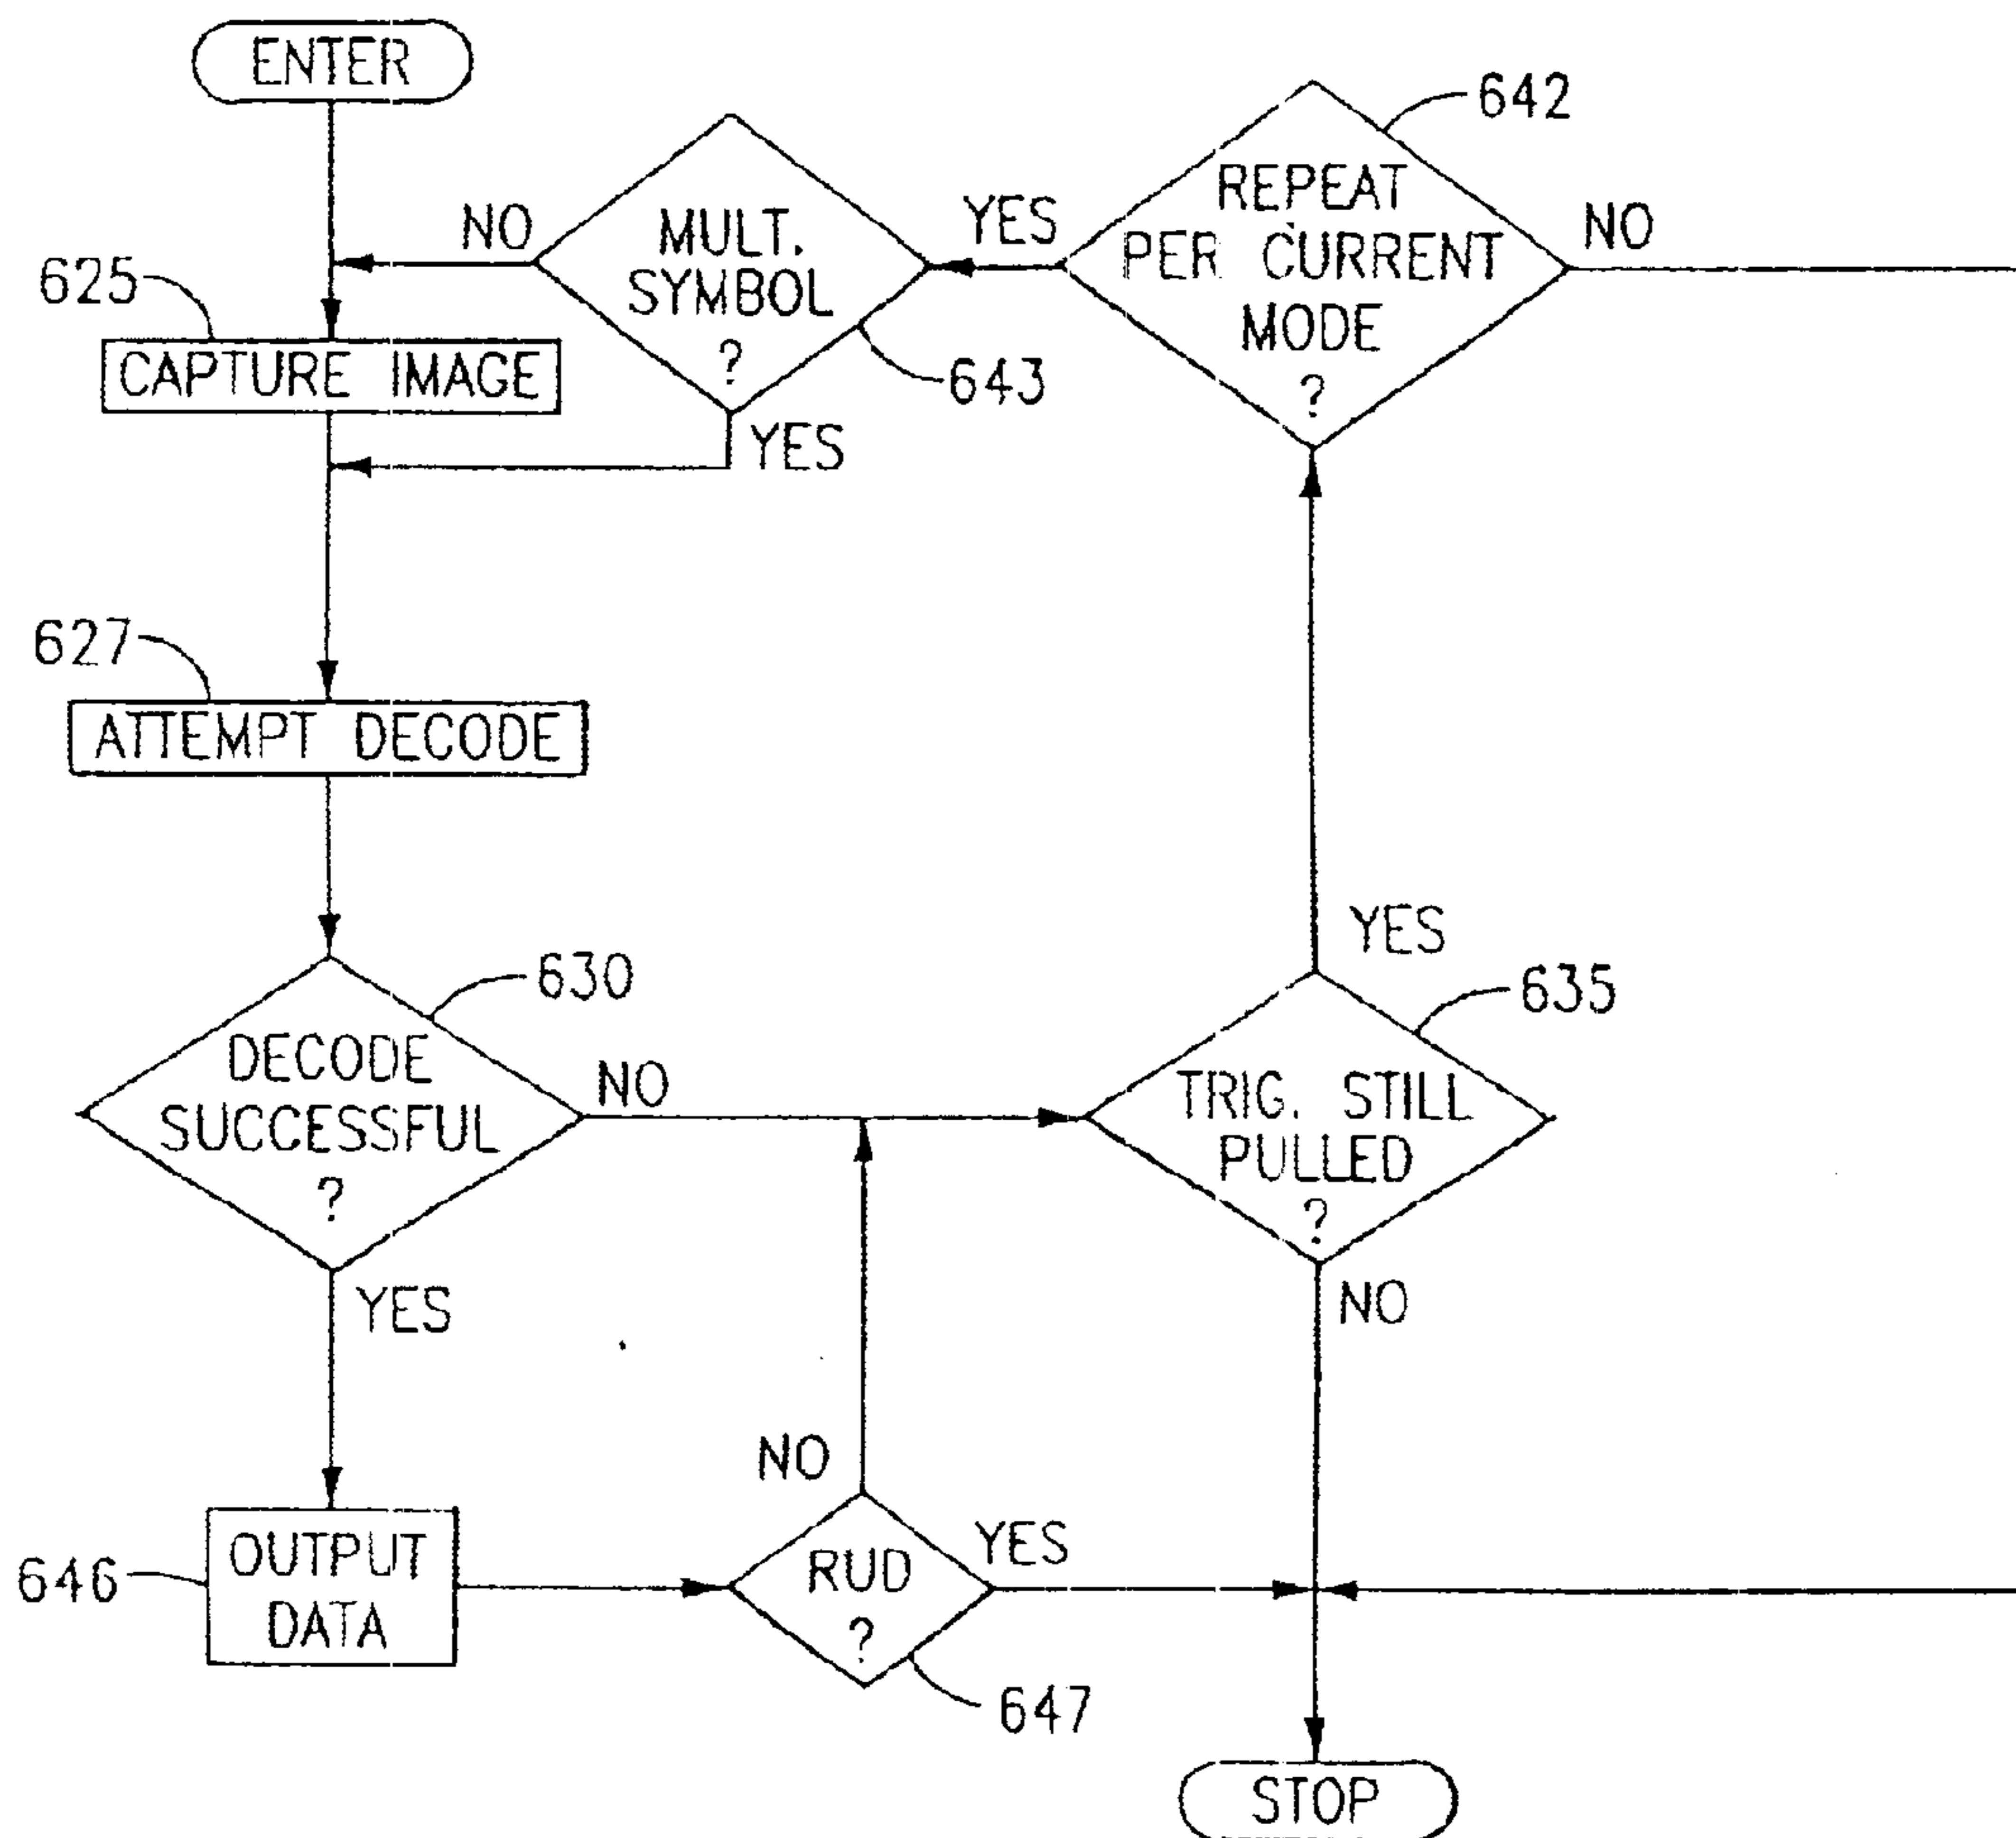 ENTER
642
REPEAT
PER CURRENT
MODE
?
NO
YES
MULT.
SYMBOL
?
NO
643
YES
625
CAPTURE IMAGE
627
ATTEMPT DECODE
630
DECODE
SUCCESSFUL
?
NO
YES
635
TRIG. STILL
PULLED
?
YES
NO
646
OUTPUT
DATA
NO
RUD
?
YES
647
STOP